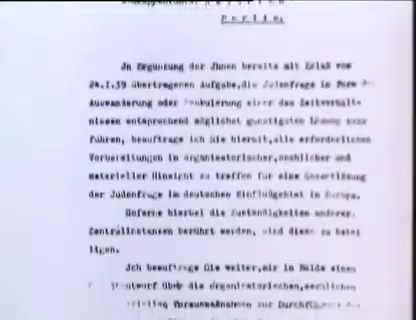 Berlin.
In Ergänzung der Ihnen bereits mit Erlaß vom
24.1.39 übertragenen Aufgabe, die Judenfrage in Form der
Auswanderung oder Evakuierung einer den Zeitverhält-
nissen entsprechend möglichst günstigsten Lösung zuzu-
führen, beauftrage ich Sie hiermit, alle erforderlichen
Vorbereitungen in organisatorischer, sachlicher und
materieller Hinsicht zu treffen für eine Gesamtlösung
der Judenfrage im deutschen Einflußgebiet in Europa.
Soferne hierbei die Zuständigkeiten anderer
Zentralinstanzen berührt werden, sind diese zu betei-
ligen.
Ich beauftrage Sie weiter, mir in Bälde einen
entwurf über die organisatorischen, sachlichen
Vorausmaßnahmen zur Durchführung